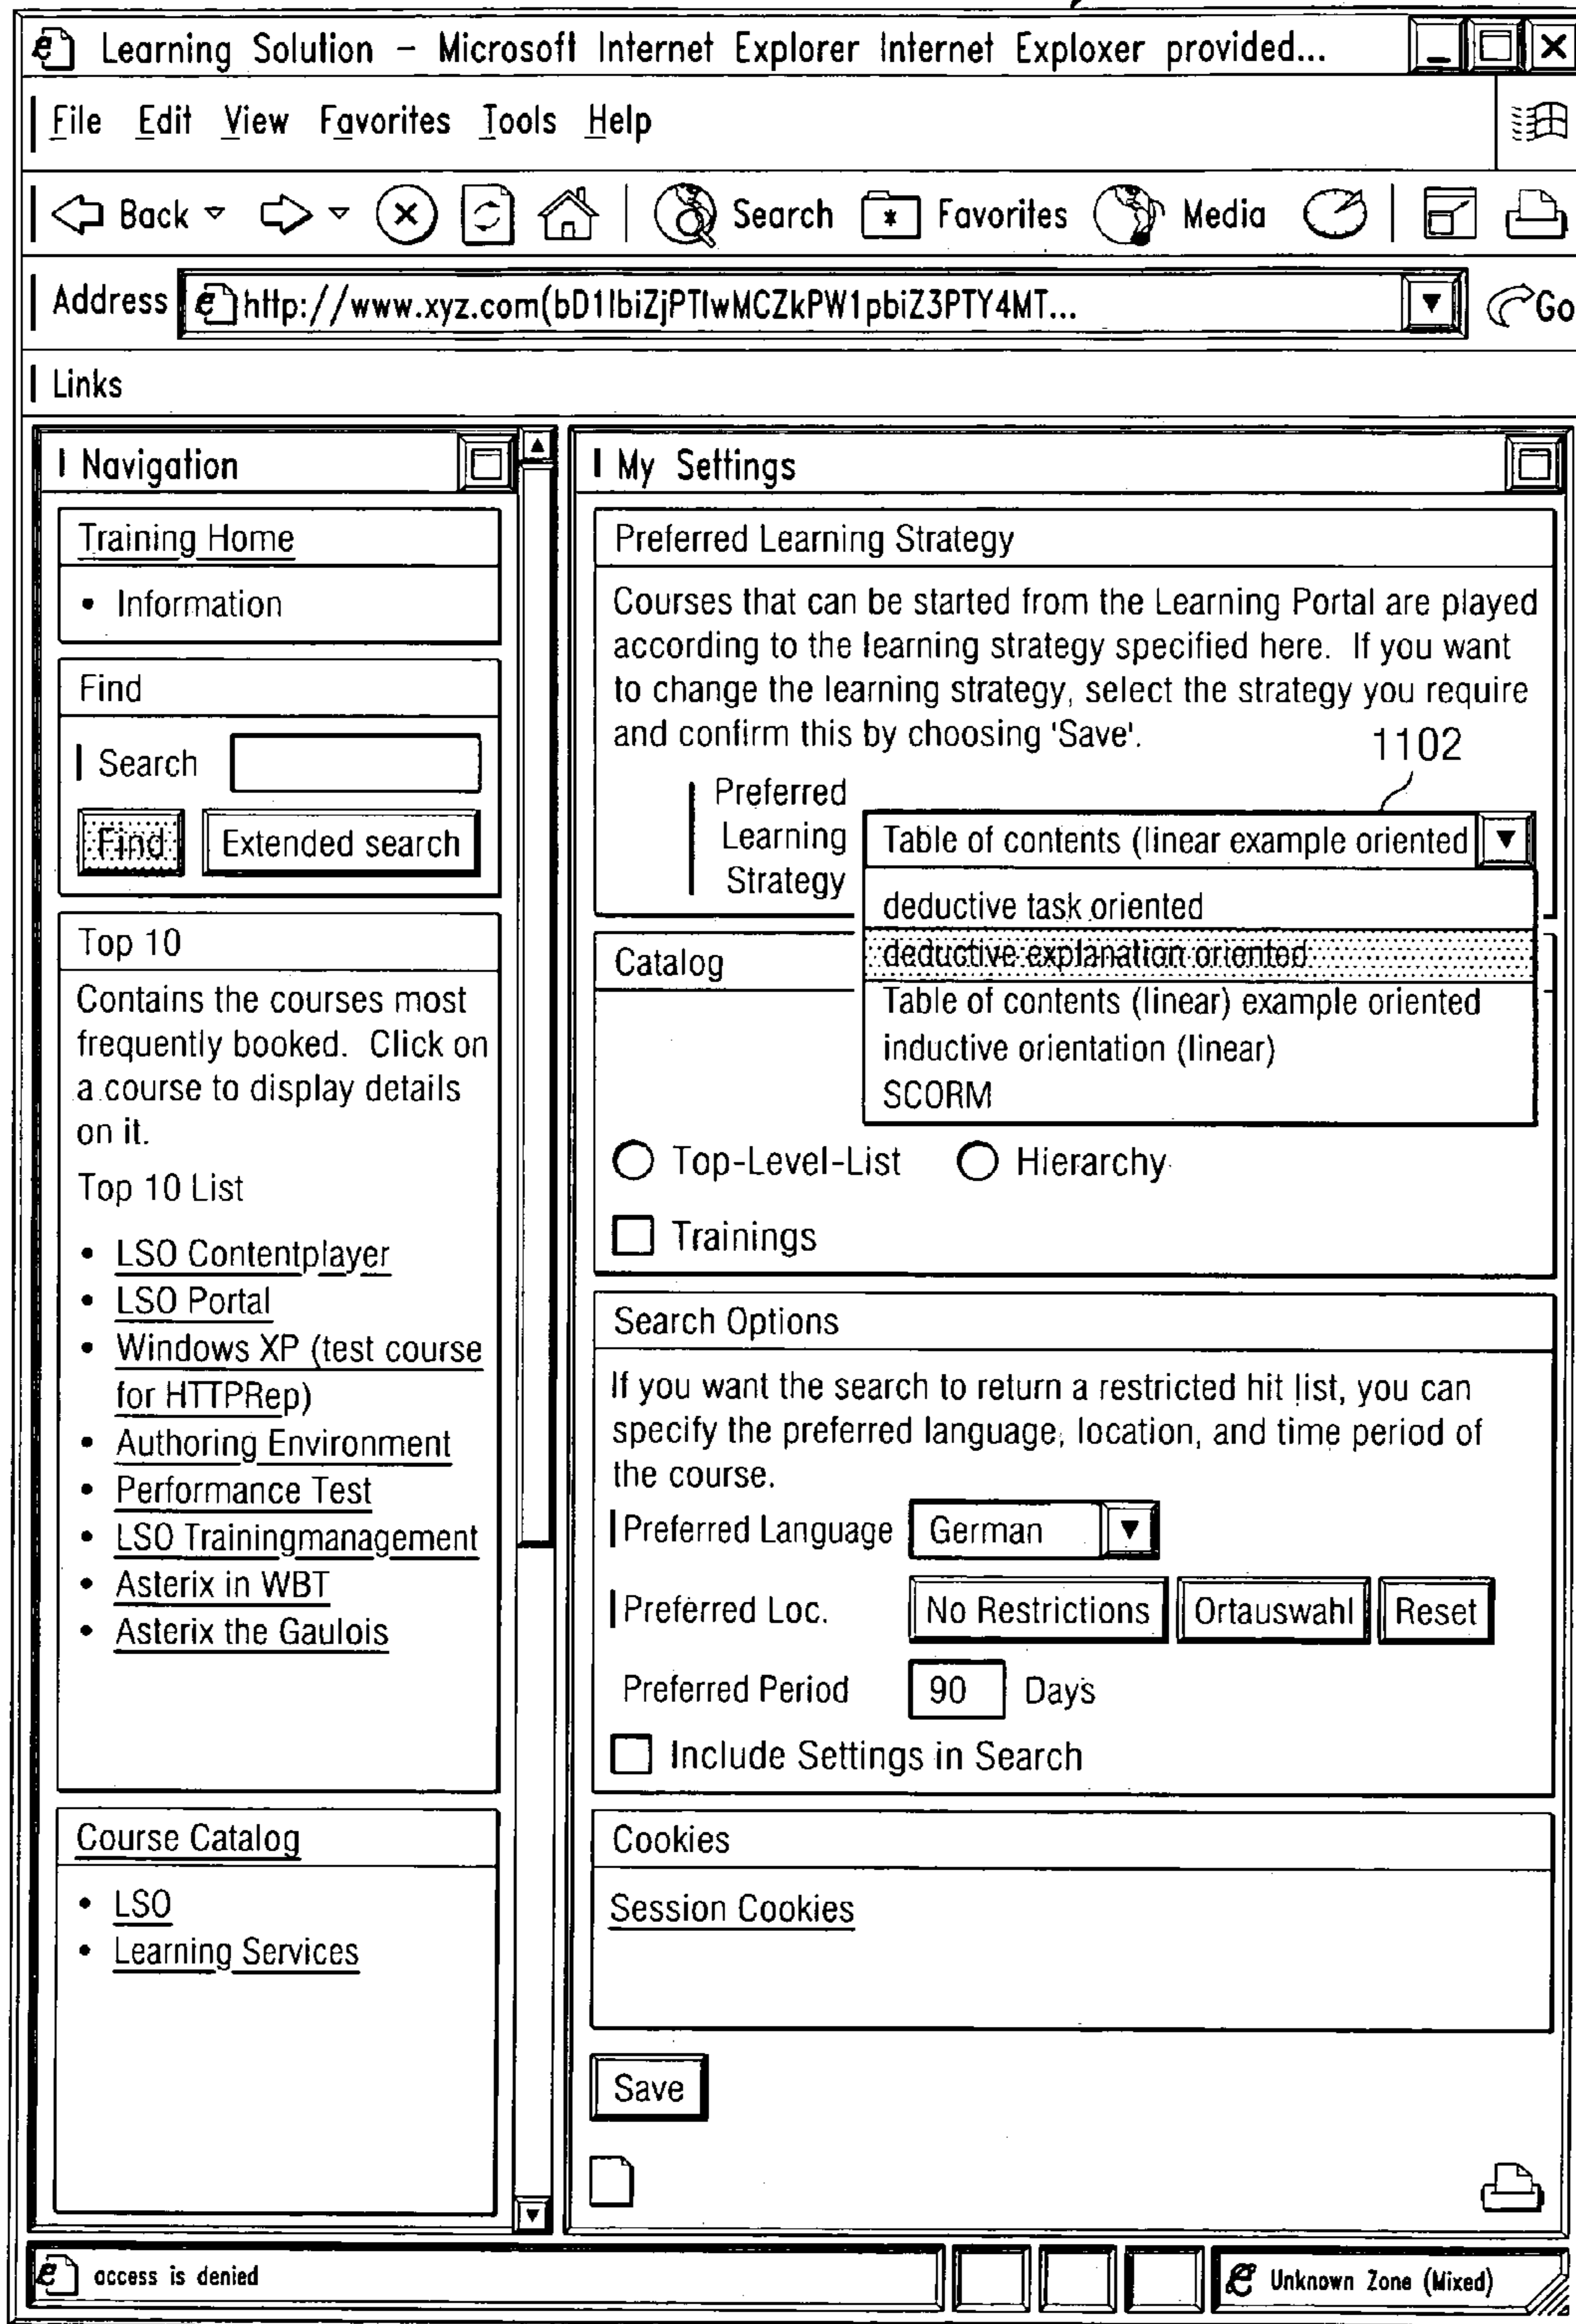 Learning Solution - Microsoft Internet Explorer Internet Exploxer provided...
File Edit View Favorites Tools Help
Back Search Favorites Media
Address http://www.xyz.com(bD1lbiZjPTIwMCZkPW1pbiZ3PTY4MT... Go
Links
Navigation
Training Home
• Information
Find
Search
Find Extended search
Top 10
Contains the courses most
frequently booked. Click on
a course to display details
on it.
Top 10 List
• LSO Contentplayer
• LSO Portal
• Windows XP (test course
for HTTPRep)
• Authoring Environment
• Performance Test
• LSO Trainingmanagement
• Asterix in WBT
• Asterix the Gaulois
Course Catalog
• LSO
• Learning Services
My Settings
Preferred Learning Strategy
Courses that can be started from the Learning Portal are played
according to the learning strategy specified here. If you want
to change the learning strategy, select the strategy you require
and confirm this by choosing 'Save'.
1102
Preferred
Learning
Strategy
Table of contents (linear example oriented
deductive task oriented
deductive explanation oriented
Table of contents (linear) example oriented
inductive orientation (linear)
SCORM
Catalog
Top-Level-List Hierarchy
Trainings
Search Options
If you want the search to return a restricted hit list, you can
specify the preferred language, location, and time period of
the course.
Preferred Language German
Preferred Loc. No Restrictions Ortauswahl Reset
Preferred Period 90 Days
Include Settings in Search
Cookies
Session Cookies
Save
access is denied
Unknown Zone (Mixed)